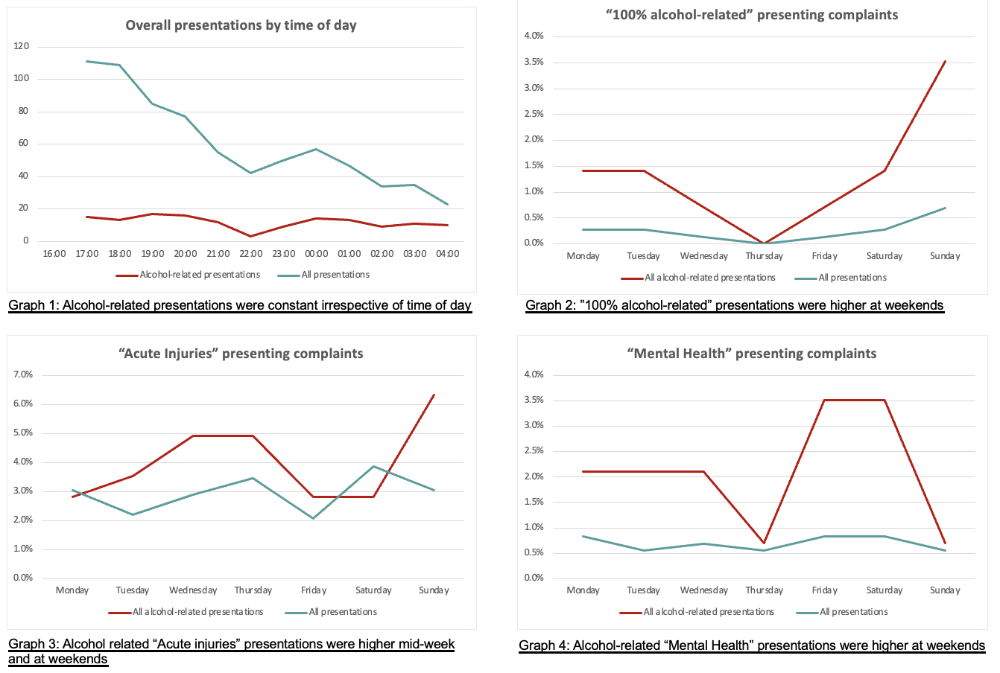 Overall presentations by time of day
120
100
80
60
40
20
0
16:00 17:00 18:00 19:00 20:00 21:00 22:00 23:00 00:00 01:00 02:00 03:00 04:00
Alcohol-related presentations All presentations
Graph 1: Alcohol-related presentations were constant irrespective of time of day
“100% alcohol-related” presenting complaints
4.0%
3.5%
3.0%
2.5%
2.0%
1.5%
1.0%
0.5%
0.0%
Monday Tuesday Wednesday Thursday Friday Saturday Sunday
All alcohol-related presentations All presentations
Graph 2: ”100% alcohol-related” presentations were higher at weekends
“Acute Injuries” presenting complaints
7.0%
6.0%
5.0%
4.0%
3.0%
2.0%
1.0%
0.0%
Monday Tuesday Wednesday Thursday Friday Saturday Sunday
All alcohol-related presentations All presentations
Graph 3: Alcohol related “Acute injuries” presentations were higher mid-week
and at weekends
“Mental Health” presenting complaints
4.0%
3.5%
3.0%
2.5%
2.0%
1.5%
1.0%
0.5%
0.0%
Monday Tuesday Wednesday Thursday Friday Saturday Sunday
All alcohol-related presentations All presentations
Graph 4: Alcohol-related “Mental Health” presentations were higher at weekends